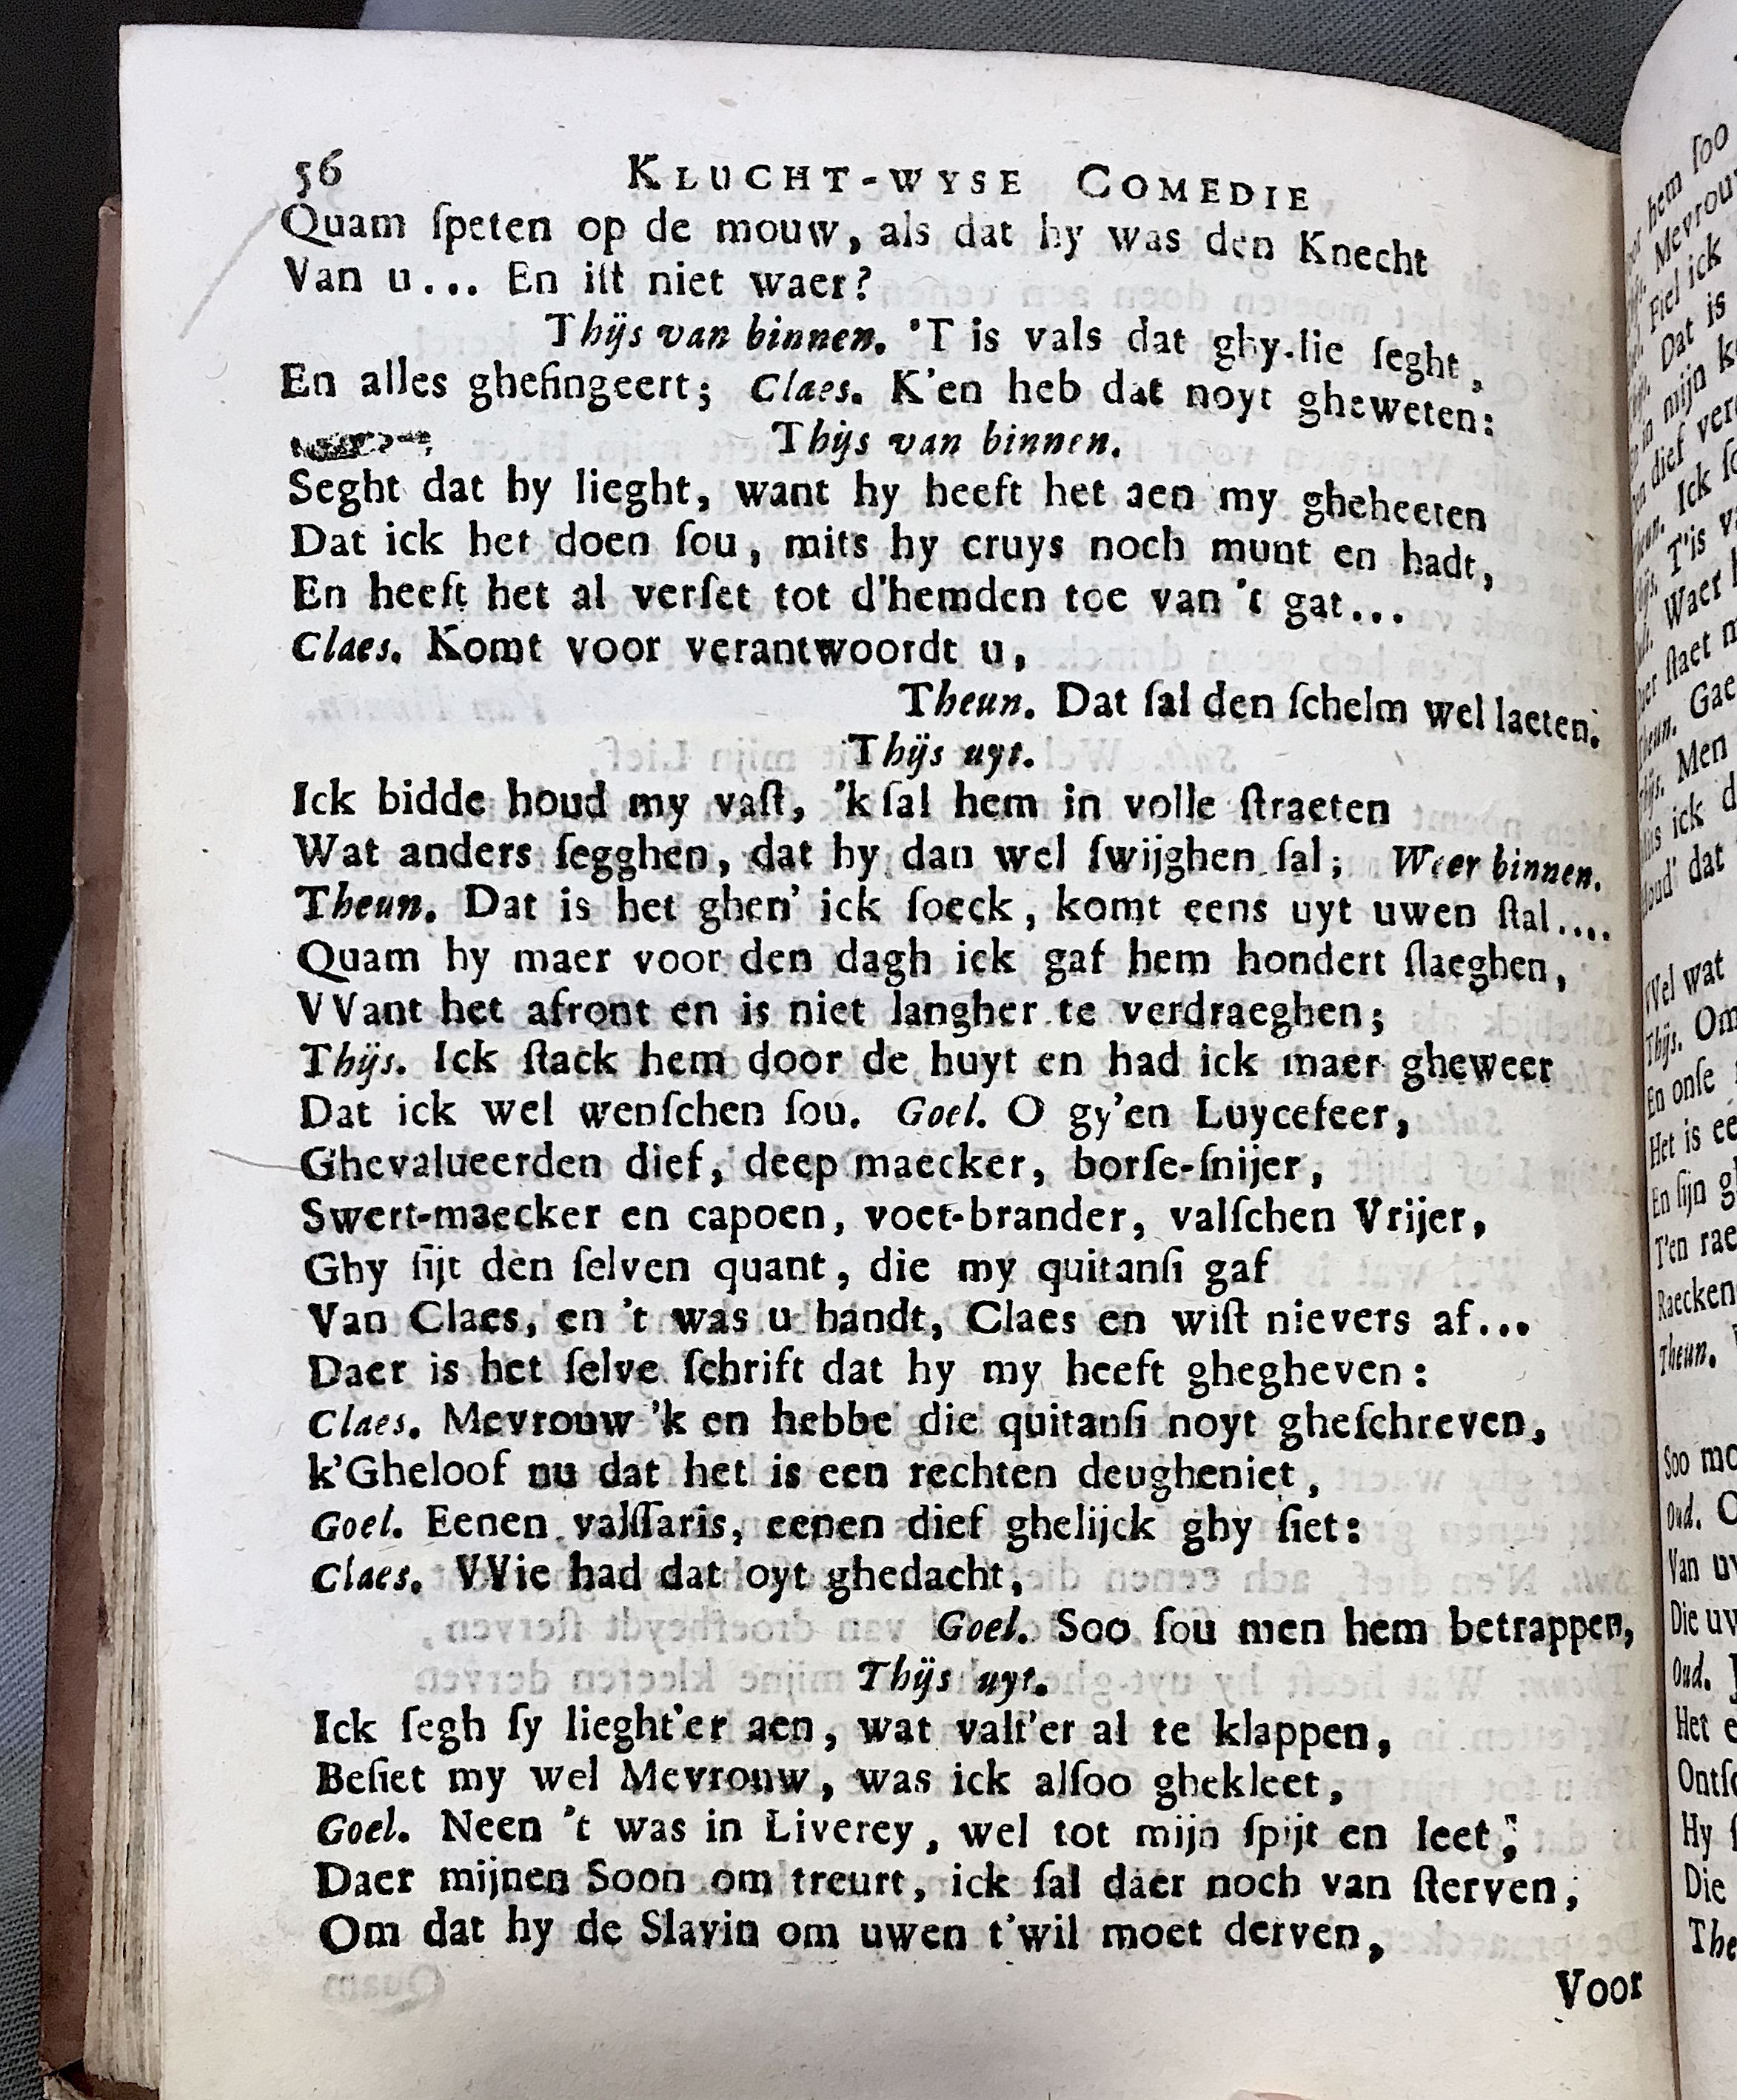 56 KLUCHT-WYSE COMEDIE
Quam ſpeten op de mouw, als dat hy was den Knecht
Van u... En iſt niet waer?
Thijs van binnen. 'T is vals dat ghy-lie ſeght,
En alles ghefingeert; Claes. K'en heb dat noyt gheweten:
Thijs van binnen.
Seght dat hy lieght, want hy heeft het aen my gheheeten
Dat ick het doen ſou, mits hy cruys noch munt en hadt,
En heeft het al verſet tot d'hemden toe van 't gat...
Claes. Komt voor verantwoordt u,
Theun. Dat ſal den ſchelm wel laeten.
Thijs uyt.
Ick bidde houd my vaſt, 'k ſal hem in volle ſtraeten
Wat anders ſegghen, dat hy dan wel ſwijghen ſal; Weer binnen.
Theun. Dat is het ghen' ick ſoeck, komt eens uyt uwen ſtal....
Quam hy maer voor den dagh ick gaf hem hondert ſlaeghen,
VVant het afront en is niet langher te verdraeghen;
Thijs. Ick ſtack hem door de huyt en had ick maer gheweer
Dat ick wel wenſchen ſou. Goel. O gy'en Luycefeer,
Ghevalueerden dief, deep maecker, borſe-ſnijer,
Swert-maecker en capoen, voet-brander, valſchen Vrijer,
Ghy ſijt den ſelven quant, die my quitanſi gaf
Van Claes, en 't was u handt, Claes en wiſt nievers af...
Daer is het ſelve ſchrift dat hy my heeft ghegheven:
Claes. Mevrouw 'k en hebbe die quitanſi noyt gheſchreven,
k'Gheloof nu dat het is een rechten deugheniet,
Goel. Eenen valſſaris, eenen dief ghelijck ghy ſiet:
Claes. VVie had dat oyt ghedacht,
Goel. Soo ſou men hem betrappen,
Thijs uyt.
Ick ſegh ſy lieght'er aen, wat valt'er al te klappen,
Beſiet my wel Mevrouw, was ick alſoo ghekleet,
Goel. Neen 't was in Liverey, wel tot mijn ſpijt en leet,
Daer mijnen Soon om treurt, ick ſal daer noch van ſterven,
Om dat hy de Slavin om uwen t'wil moet derven,
Voor